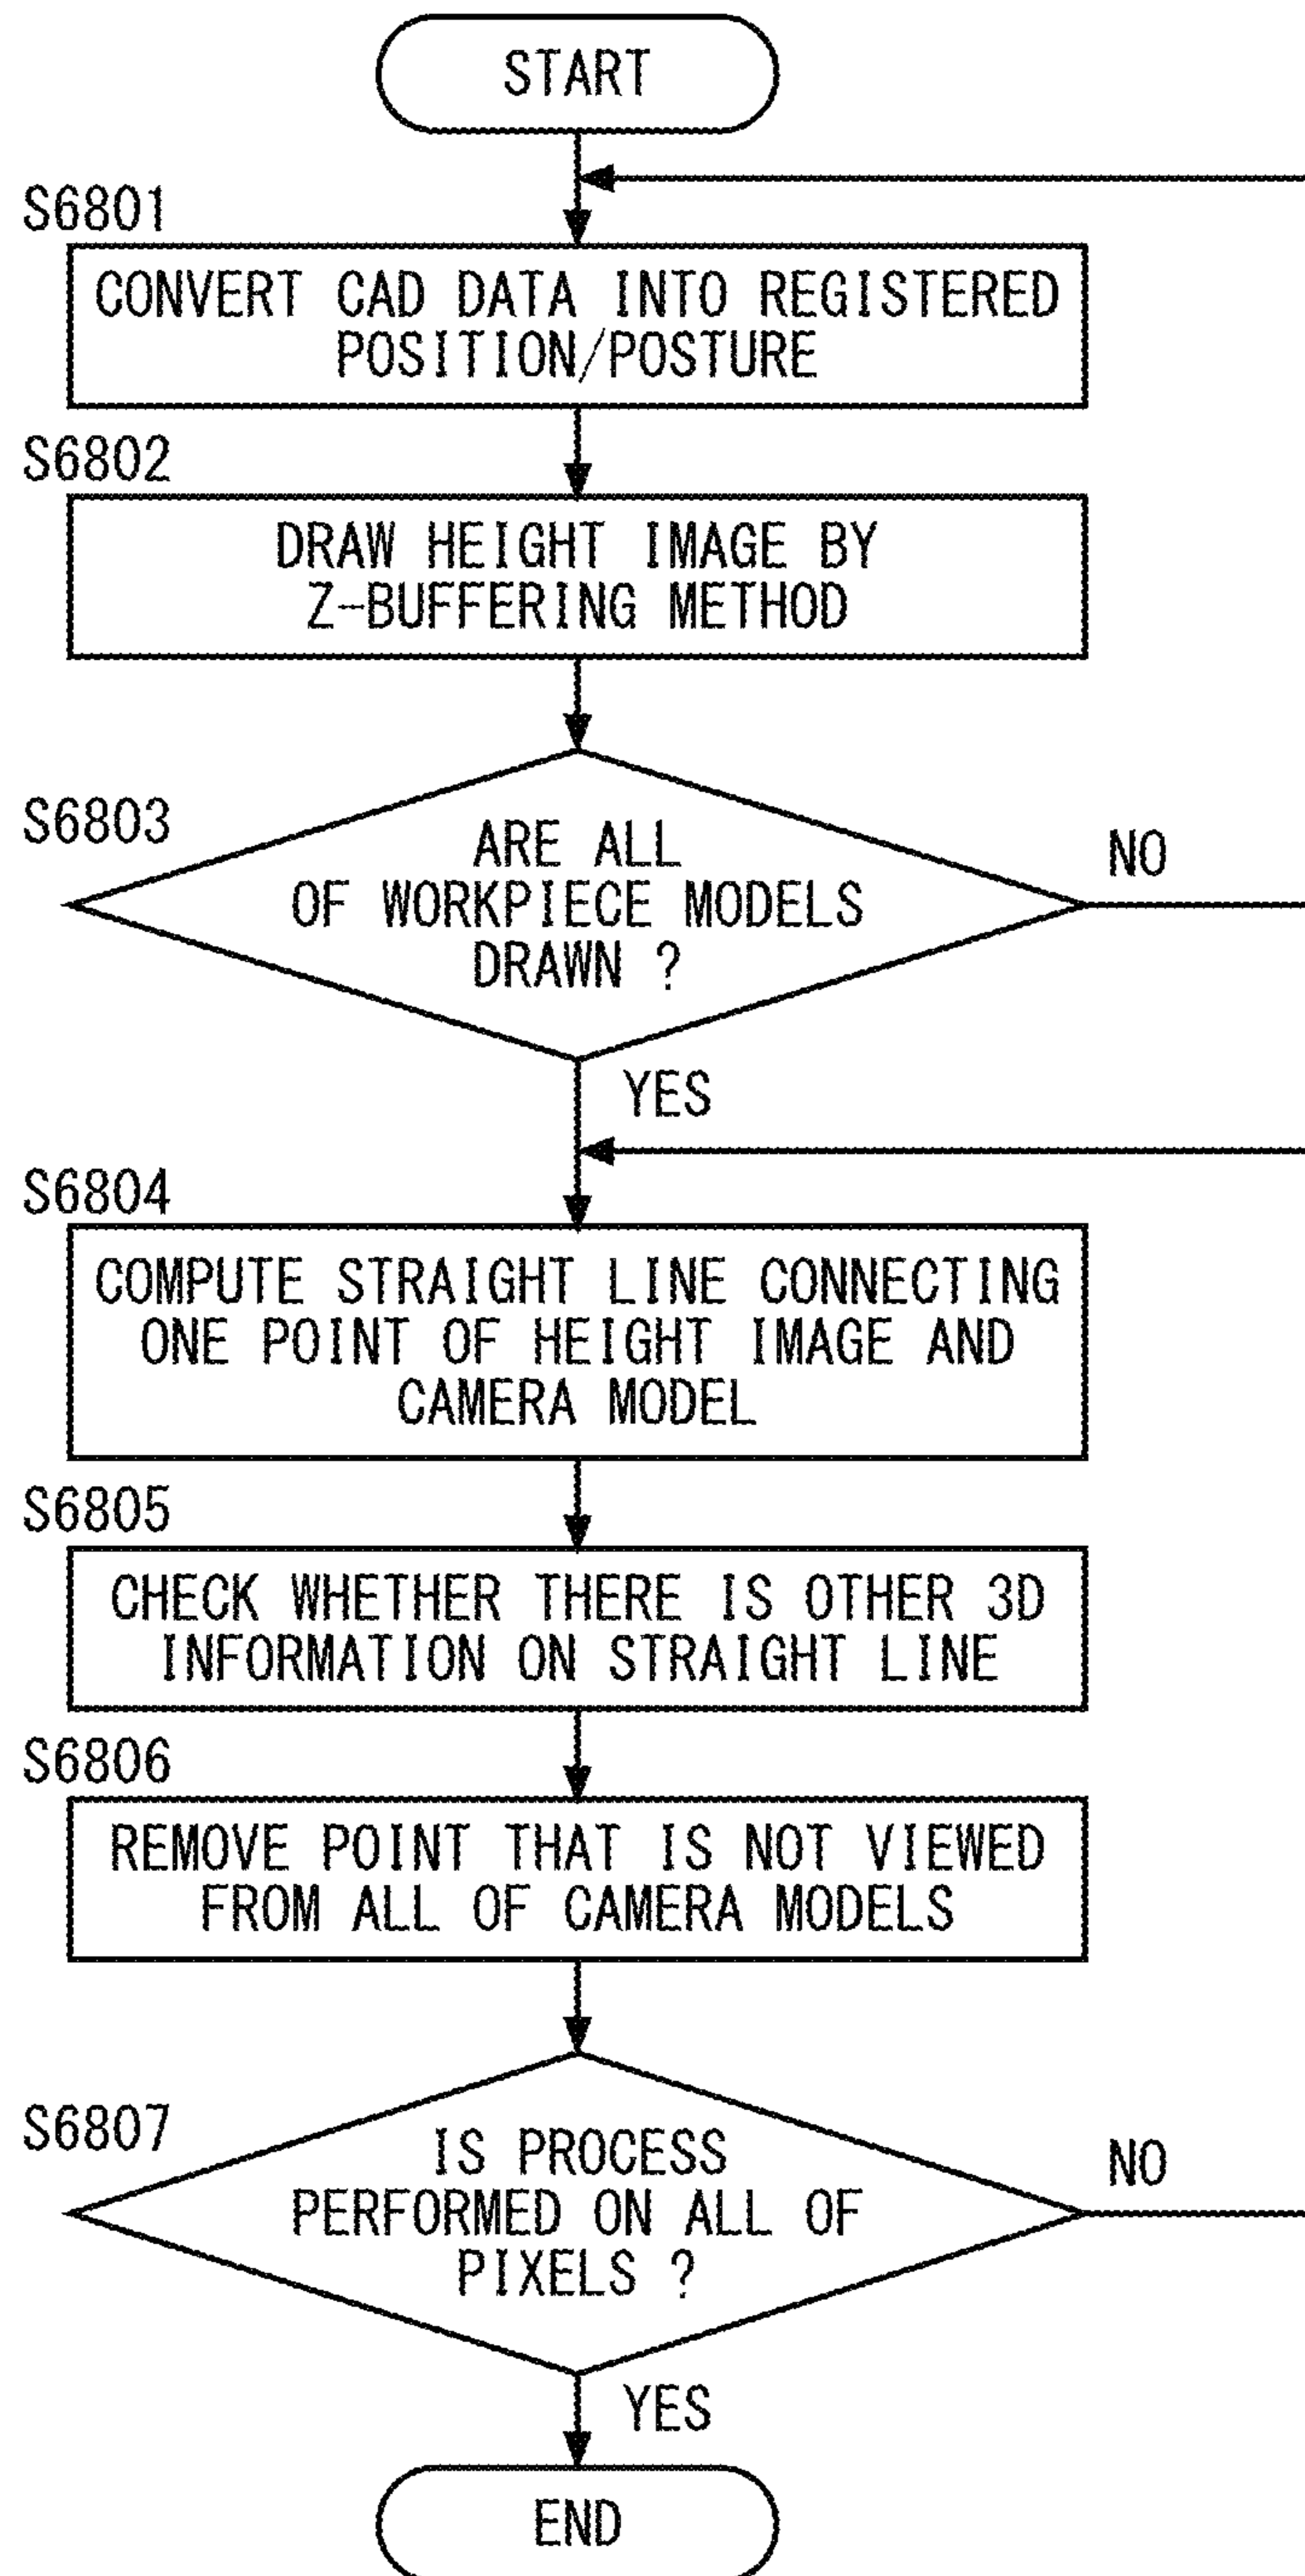 START
S6801
CONVERT CAD DATA INTO REGISTERED
POSITION/POSTURE
S6802
DRAW HEIGHT IMAGE BY
Z-BUFFERING METHOD
S6803
ARE ALL
OF WORKPIECE MODELS
DRAWN ?
NO
YES
S6804
COMPUTE STRAIGHT LINE CONNECTING
ONE POINT OF HEIGHT IMAGE AND
CAMERA MODEL
S6805
CHECK WHETHER THERE IS OTHER 3D
INFORMATION ON STRAIGHT LINE
S6806
REMOVE POINT THAT IS NOT VIEWED
FROM ALL OF CAMERA MODELS
S6807
IS PROCESS
PERFORMED ON ALL OF
PIXELS ?
NO
YES
END